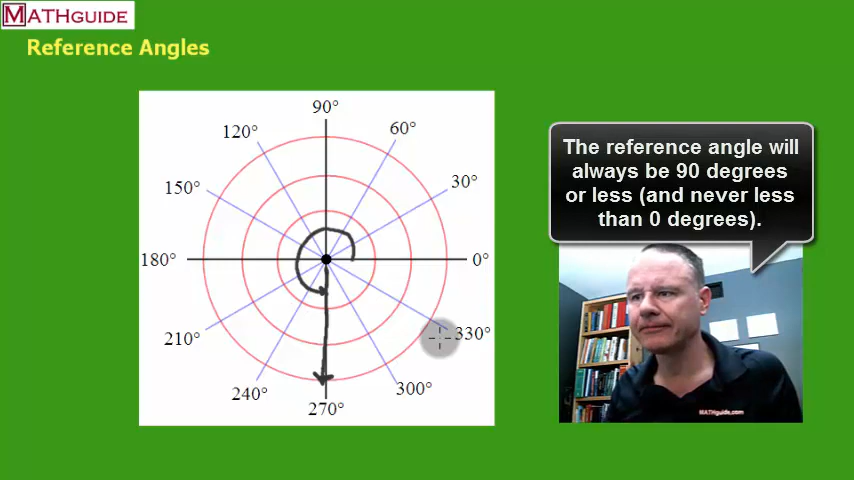 MATHGUIDE
Reference Angles
90°
120°
60°
150°
30°
180°
0°
210°
330°
240°
300°
270°
The reference angle will
always be 90 degrees
or less (and never less
than 0 degrees).
MATHguide.com